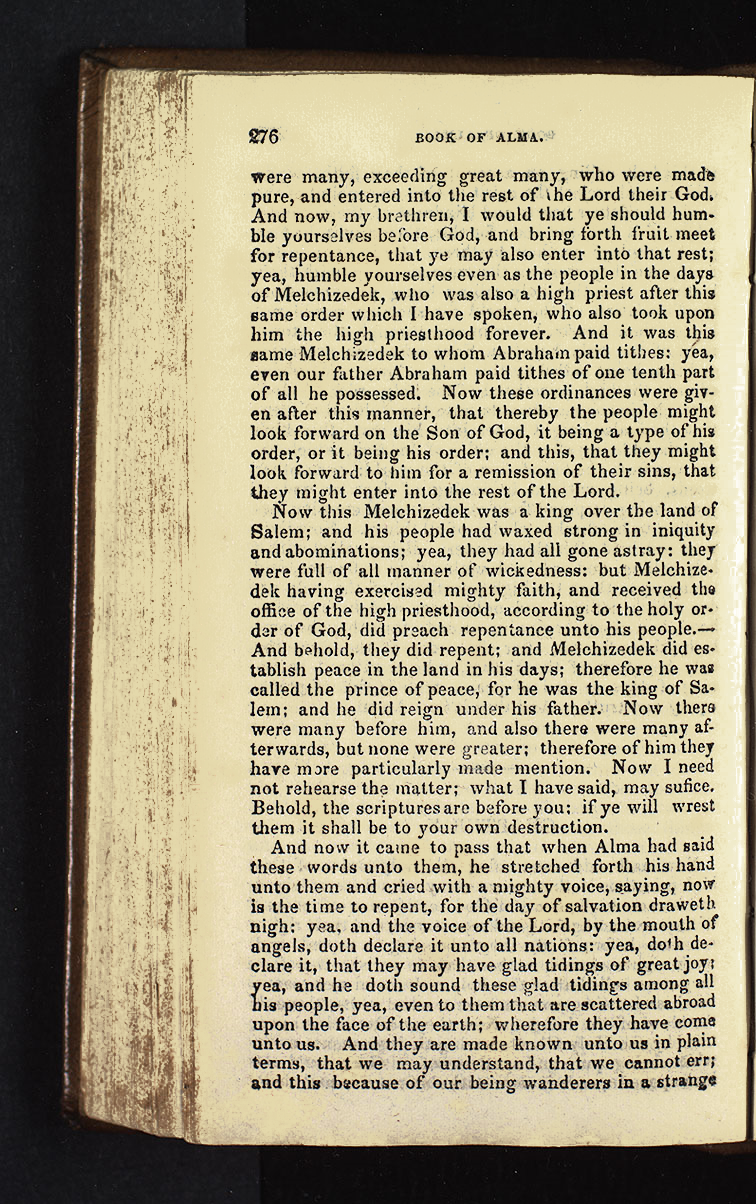 276 BOOK OF ALMA.
were many, exceeding great many, who were made
pure, and entered into the rest of the Lord their God.
And now, my brethren, I would that ye should hum-
ble yourselves before God, and bring forth fruit meet
for repentance, that ye may also enter into that rest;
yea, humble yourselves even as the people in the days
of Melchizedek, who was also a high priest after this
same order which I have spoken, who also took upon
him the high priesthood forever. And it was this
same Melchizedek to whom Abraham paid tithes: yea,
even our father Abraham paid tithes of one tenth part
of all he possessed. Now these ordinances were giv-
en after this manner, that thereby the people might
look forward on the Son of God, it being a type of his
order, or it being his order; and this, that they might
look forward to him for a remission of their sins, that
they might enter into the rest of the Lord.
Now this Melchizedek was a king over the land of
Salem; and his people had waxed strong in iniquity
and abominations; yea, they had all gone astray: they
were full of all manner of wickedness: but Melchize-
dek having exercised mighty faith, and received the
office of the high priesthood, according to the holy or-
der of God, did preach repentance unto his people.—
And behold, they did repent; and Melchizedek did es-
tablish peace in the land in his days; therefore he was
called the prince of peace, for he was the king of Sa-
lem; and he did reign under his father. Now there
were many before him, and also there were many af-
terwards, but none were greater; therefore of him they
have more particularly made mention. Now I need
not rehearse the matter; what I have said, may sufice.
Behold, the scriptures are before you; if ye will wrest
them it shall be to your own destruction.
And now it came to pass that when Alma had said
these words unto them, he stretched forth his hand
unto them and cried with a mighty voice, saying, now
is the time to repent, for the day of salvation draweth
nigh: yea, and the voice of the Lord, by the mouth of
angels, doth declare it unto all nations: yea, doth de-
clare it, that they may have glad tidings of great joy;
yea, and he doth sound these glad tidings among all
his people, yea, even to them that are scattered abroad
upon the face of the earth; wherefore they have come
unto us. And they are made known unto us in plain
terms, that we may understand, that we cannot err;
and this because of our being wanderers in a strange